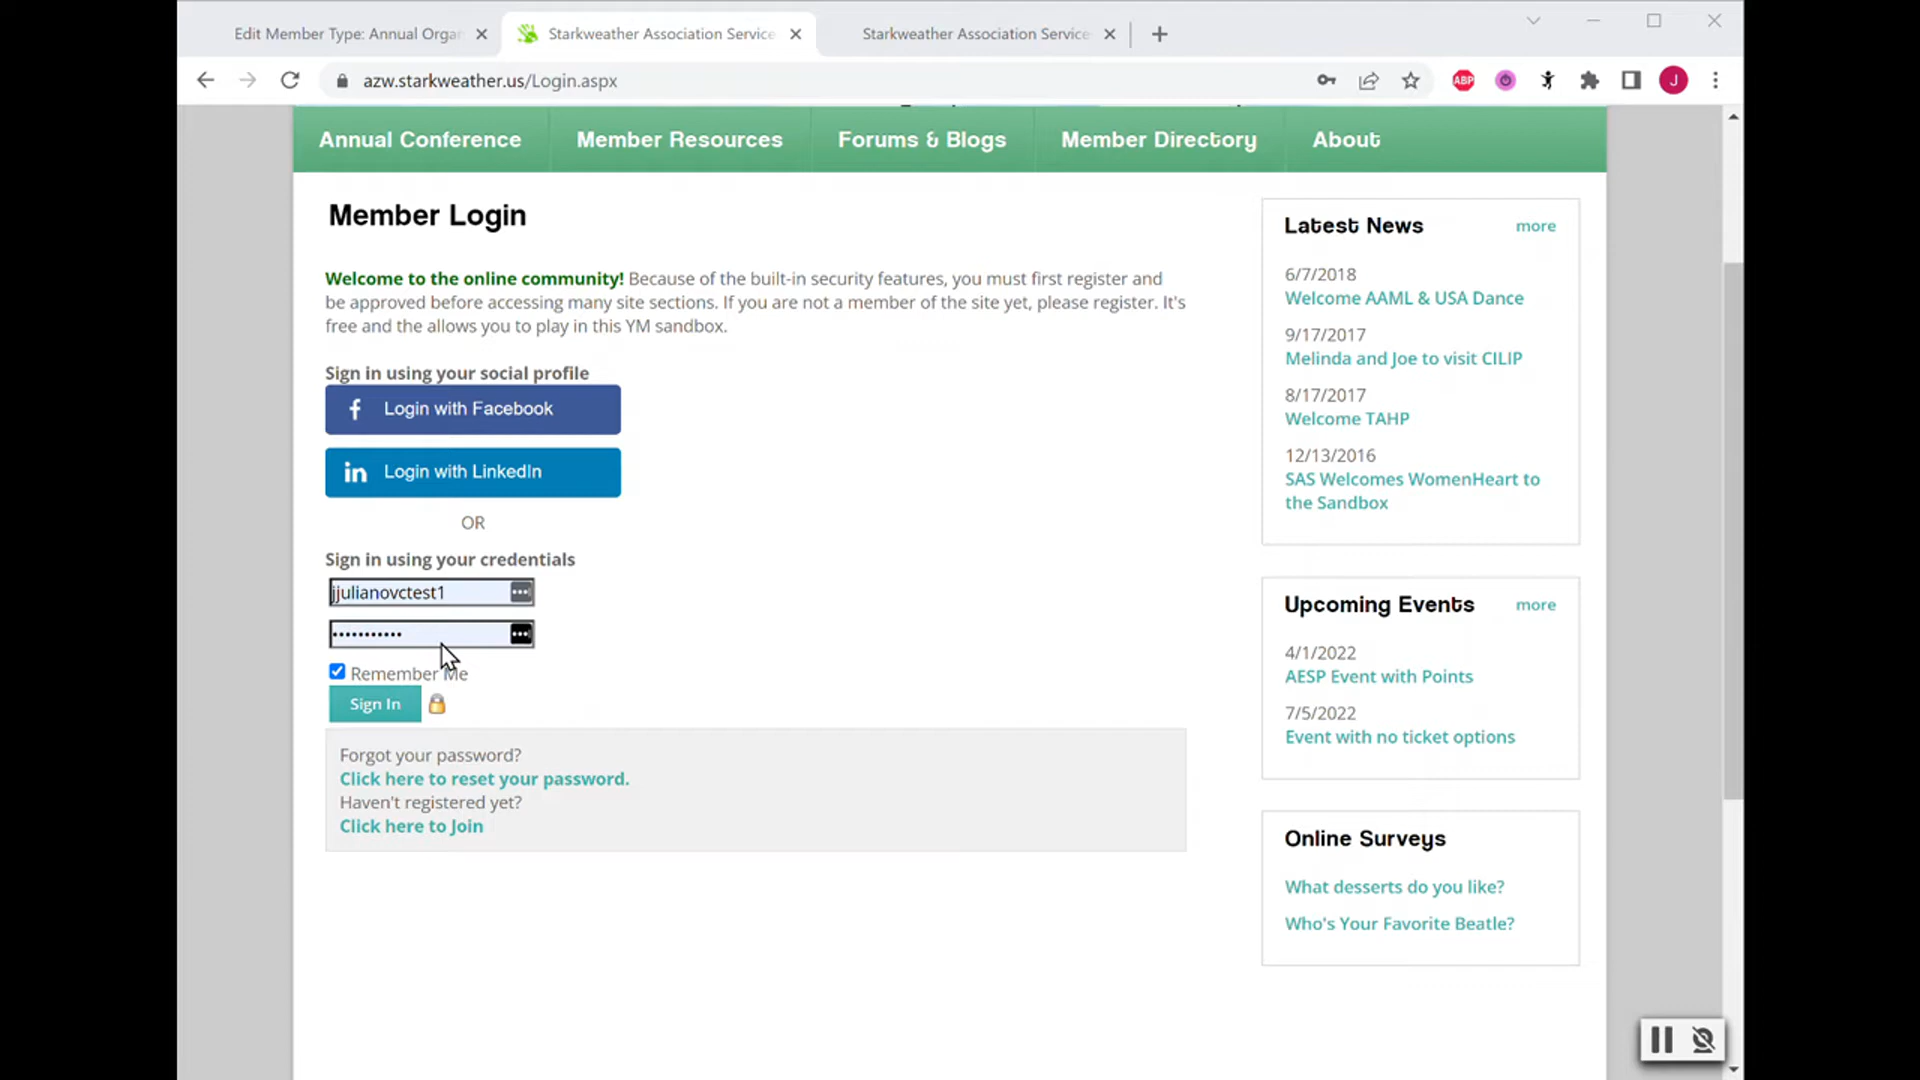 Edit Member Type: Annual Orga
Starkweather Association Service
Starkweather Association Service
azw.starkweather.us/Login.aspx
ABP
J
Annual Conference
Member Resources
Forums & Blogs
Member Directory
About
Member Login
Welcome to the online community! Because of the built-in security features, you must first register and
be approved before accessing many site sections. If you are not a member of the site yet, please register. It's
free and the allows you to play in this YM sandbox.
Sign in using your social profile
f Login with Facebook
in Login with LinkedIn
OR
Sign in using your credentials
jjulianovctest1
•••••••••••
Remember Me
Sign In
Forgot your password?
Click here to reset your password.
Haven't registered yet?
Click here to Join
Latest News
more
6/7/2018
Welcome AAML & USA Dance
9/17/2017
Melinda and Joe to visit CILIP
8/17/2017
Welcome TAHP
12/13/2016
SAS Welcomes WomenHeart to
the Sandbox
Upcoming Events
more
4/1/2022
AESP Event with Points
7/5/2022
Event with no ticket options
Online Surveys
What desserts do you like?
Who's Your Favorite Beatle?